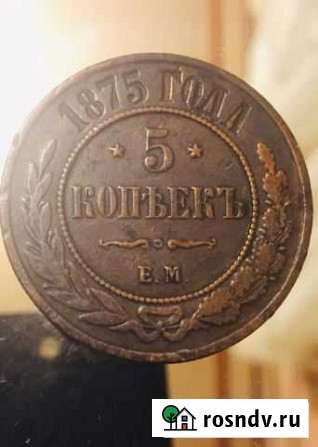 1875 ГОДА
* 5 *
КОПѢЕКЪ
Е.М.
rosndv.ru